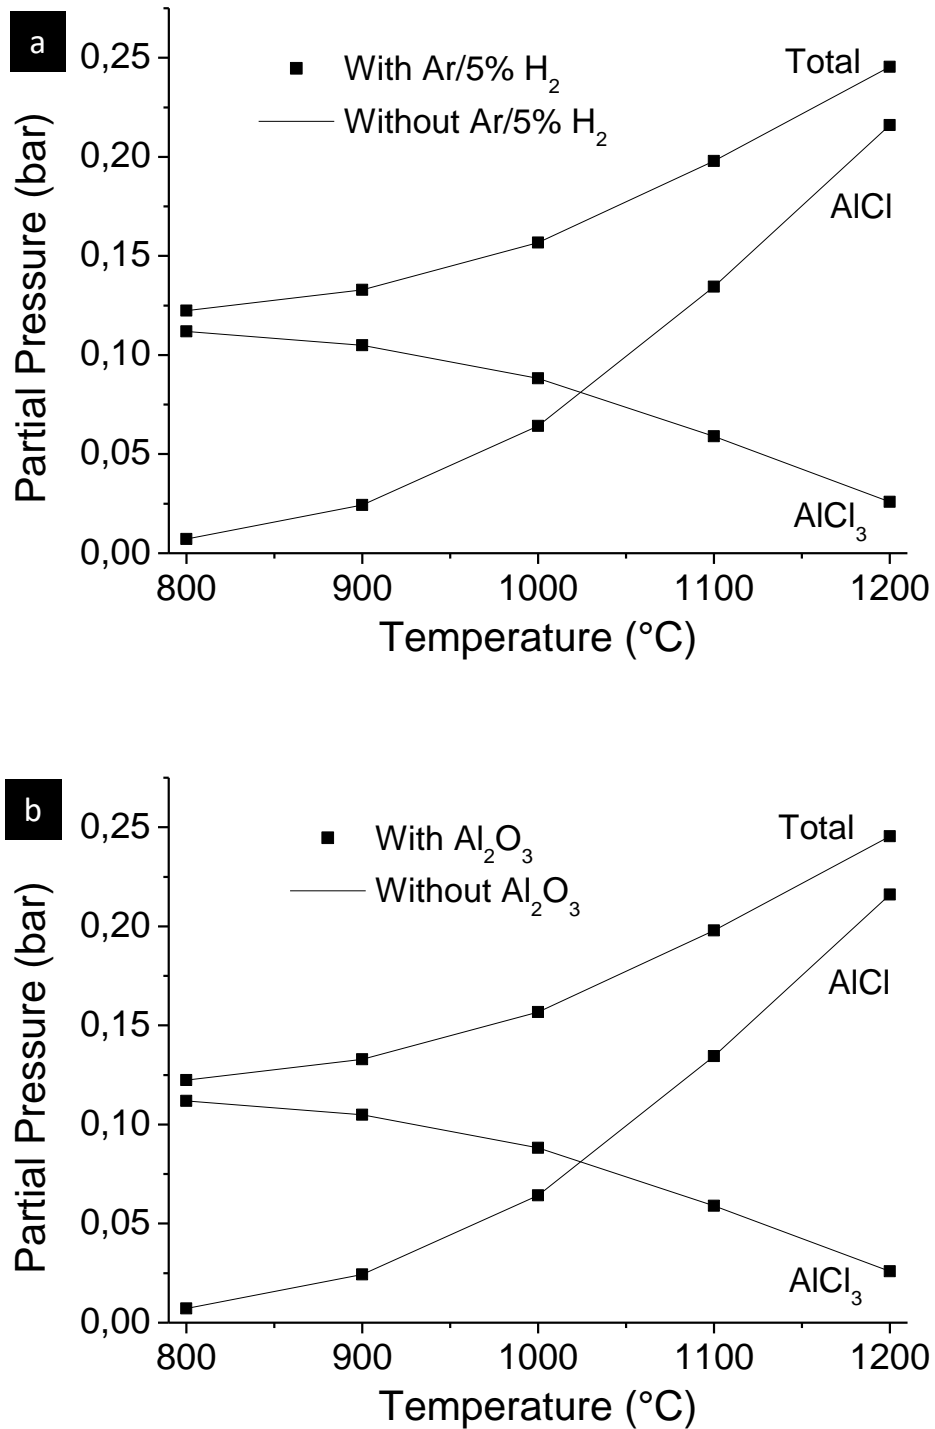 a
0,25
0,20
0,15
0,10
0,05
0,00
Partial Pressure (bar)
With Ar/5% H₂
Without Ar/5% H₂
Total
AlCl
AlCl₃
800 900 1000 1100 1200
Temperature (°C)
b
0,25
0,20
0,15
0,10
0,05
0,00
Partial Pressure (bar)
With Al₂O₃
Without Al₂O₃
Total
AlCl
AlCl₃
800 900 1000 1100 1200
Temperature (°C)